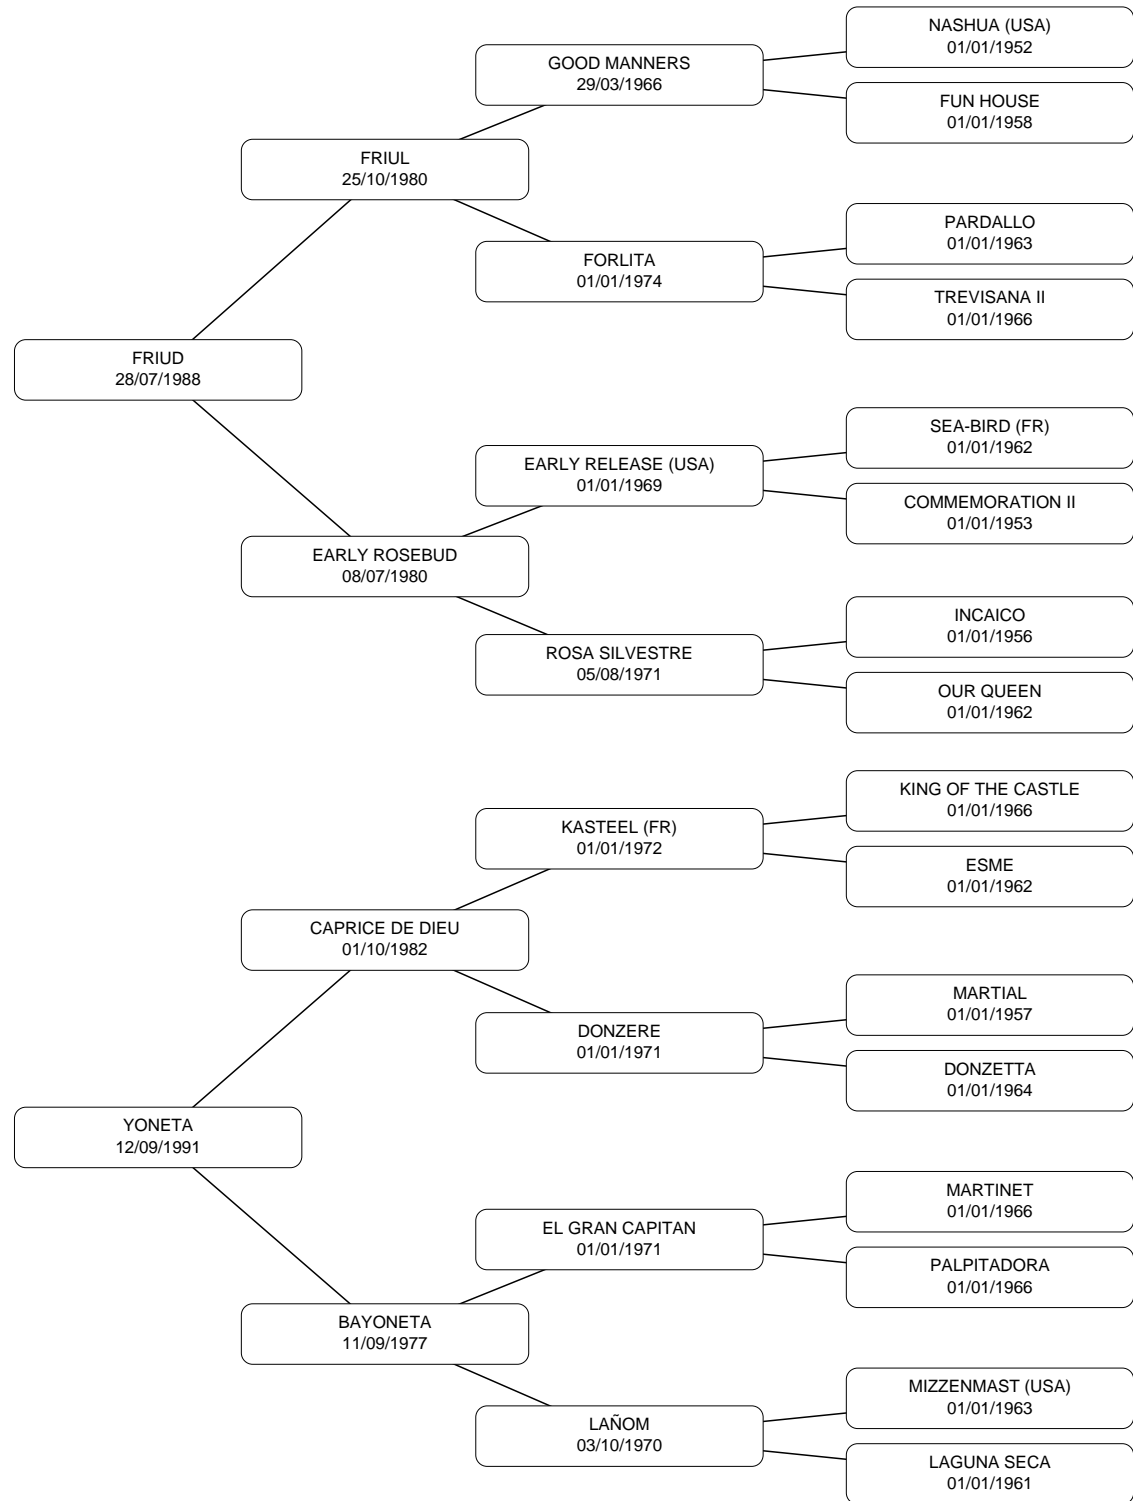 NASHUA (USA)
01/01/1952
GOOD MANNERS
29/03/1966
FUN HOUSE
01/01/1958
FRIUL
25/10/1980
PARDALLO
01/01/1963
FORLITA
01/01/1974
TREVISANA II
01/01/1966
FRIUD
28/07/1988
SEA-BIRD (FR)
01/01/1962
EARLY RELEASE (USA)
01/01/1969
COMMEMORATION II
01/01/1953
EARLY ROSEBUD
08/07/1980
INCAICO
01/01/1956
ROSA SILVESTRE
05/08/1971
OUR QUEEN
01/01/1962
KING OF THE CASTLE
01/01/1966
KASTEEL (FR)
01/01/1972
ESME
01/01/1962
CAPRICE DE DIEU
01/10/1982
MARTIAL
01/01/1957
DONZERE
01/01/1971
DONZETTA
01/01/1964
YONETA
12/09/1991
MARTINET
01/01/1966
EL GRAN CAPITAN
01/01/1971
PALPITADORA
01/01/1966
BAYONETA
11/09/1977
MIZZENMAST (USA)
01/01/1963
LAÑOM
03/10/1970
LAGUNA SECA
01/01/1961